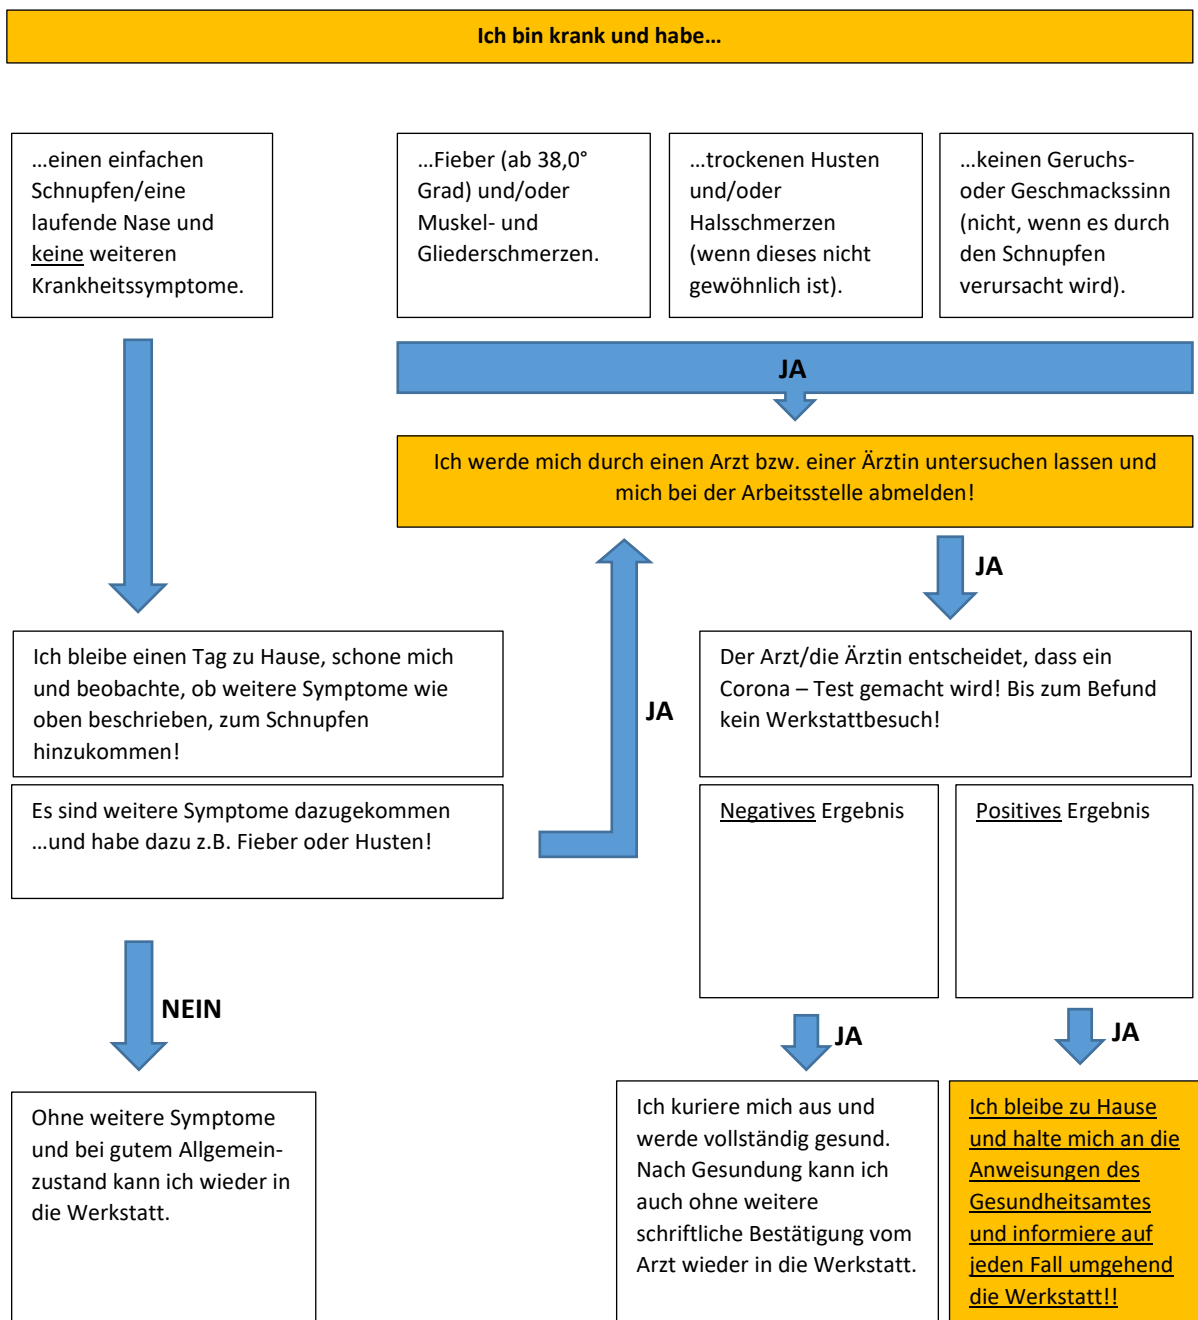 Ich bin krank und habe…
…einen einfachen
Schnupfen/eine
laufende Nase und
keine weiteren
Krankheitssymptome.
…Fieber (ab 38,0°
Grad) und/oder
Muskel- und
Gliederschmerzen.
…trockenen Husten
und/oder
Halsschmerzen
(wenn dieses nicht
gewöhnlich ist).
…keinen Geruchs-
oder Geschmackssinn
(nicht, wenn es durch
den Schnupfen
verursacht wird).
JA
Ich werde mich durch einen Arzt bzw. einer Ärztin untersuchen lassen und
mich bei der Arbeitsstelle abmelden!
JA
Ich bleibe einen Tag zu Hause, schone mich
und beobachte, ob weitere Symptome wie
oben beschrieben, zum Schnupfen
hinzukommen!
JA
Der Arzt/die Ärztin entscheidet, dass ein
Corona – Test gemacht wird! Bis zum Befund
kein Werkstattbesuch!
Es sind weitere Symptome dazugekommen
…und habe dazu z.B. Fieber oder Husten!
Negatives Ergebnis
Positives Ergebnis
NEIN
JA
JA
Ohne weitere Symptome
und bei gutem Allgemein-
zustand kann ich wieder in
die Werkstatt.
Ich kuriere mich aus und
werde vollständig gesund.
Nach Gesundung kann ich
auch ohne weitere
schriftliche Bestätigung vom
Arzt wieder in die Werkstatt.
Ich bleibe zu Hause
und halte mich an die
Anweisungen des
Gesundheitsamtes
und informiere auf
jeden Fall umgehend
die Werkstatt!!